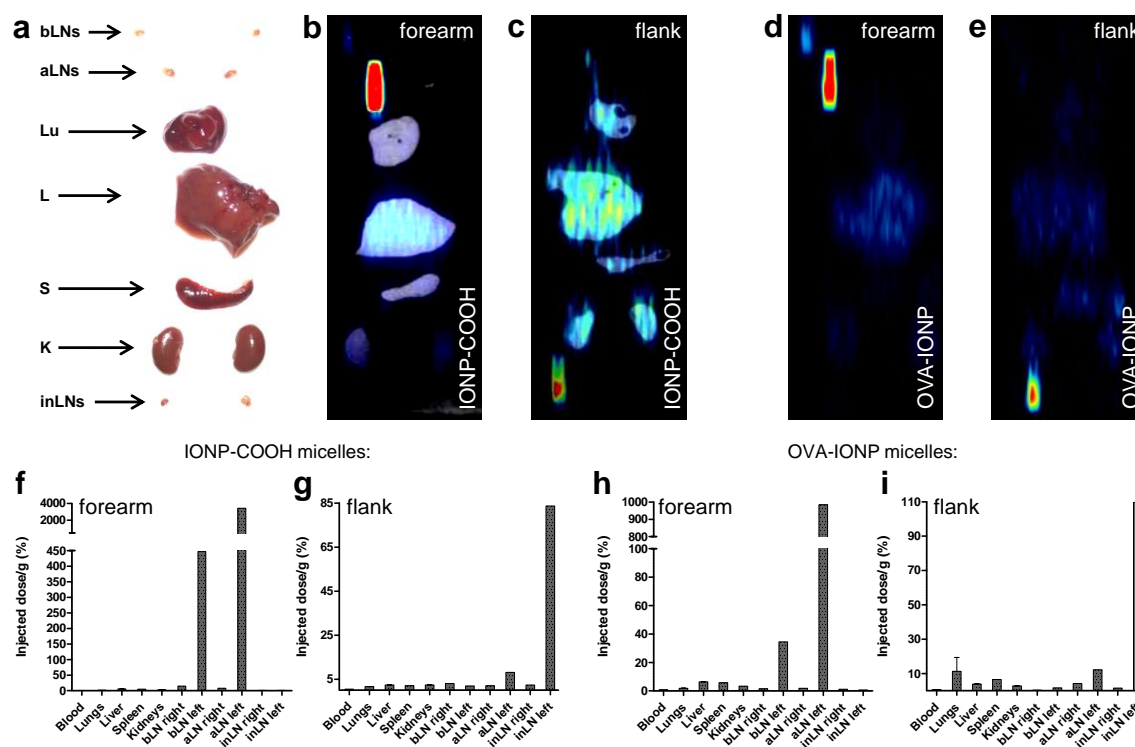 a
bLNs
aLNs
Lu
L
S
K
inLNs
b
forearm
IONP-COOH
c
flank
IONP-COOH
d
forearm
OVA-IONP
e
flank
OVA-IONP
IONP-COOH micelles:
OVA-IONP micelles:
f
forearm
Injected dose/g (%)
4000
2000
450
400
350
300
250
200
150
100
50
0
Blood
Lungs
Liver
Spleen
Kidneys
bLN right
bLN left
aLN right
aLN left
inLN right
inLN left
g
flank
Injected dose/g (%)
85
65
45
25
5
Blood
Lungs
Liver
Spleen
Kidneys
bLN right
bLN left
aLN right
aLN left
inLN right
inLN left
h
forearm
Injected dose/g (%)
1000
900
800
100
80
60
40
20
0
Blood
Lungs
Liver
Spleen
Kidneys
bLN right
bLN left
aLN right
aLN left
inLN right
inLN left
i
flank
Injected dose/g (%)
110
90
70
50
30
10
Blood
Lungs
Liver
Spleen
Kidneys
bLN right
bLN left
aLN right
aLN left
inLN right
inLN left